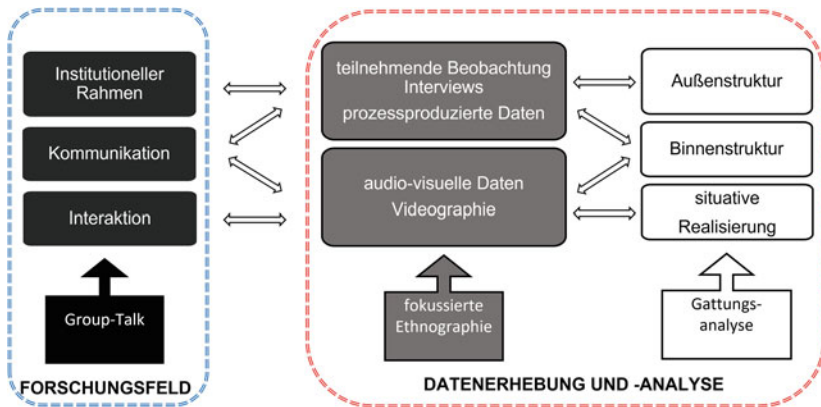 Institutioneller
Rahmen
Kommunikation
Interaktion
Group-Talk
FORSCHUNGSFELD
teilnehmende Beobachtung
Interviews
prozessproduzierte Daten
audio-visuelle Daten
Videographie
fokussierte
Ethnographie
Außenstruktur
Binnenstruktur
situative
Realisierung
Gattungs-
analyse
DATENERHEBUNG UND -ANALYSE